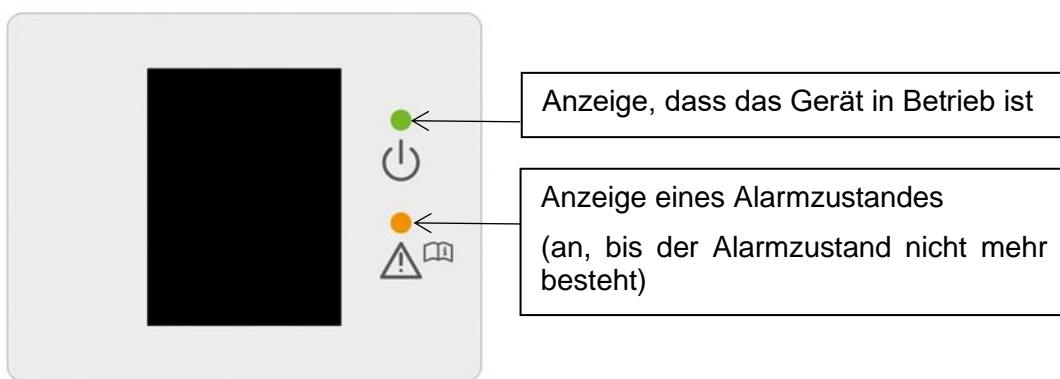 Anzeige, dass das Gerät in Betrieb ist
Anzeige eines Alarmzustandes
(an, bis der Alarmzustand nicht mehr
besteht)